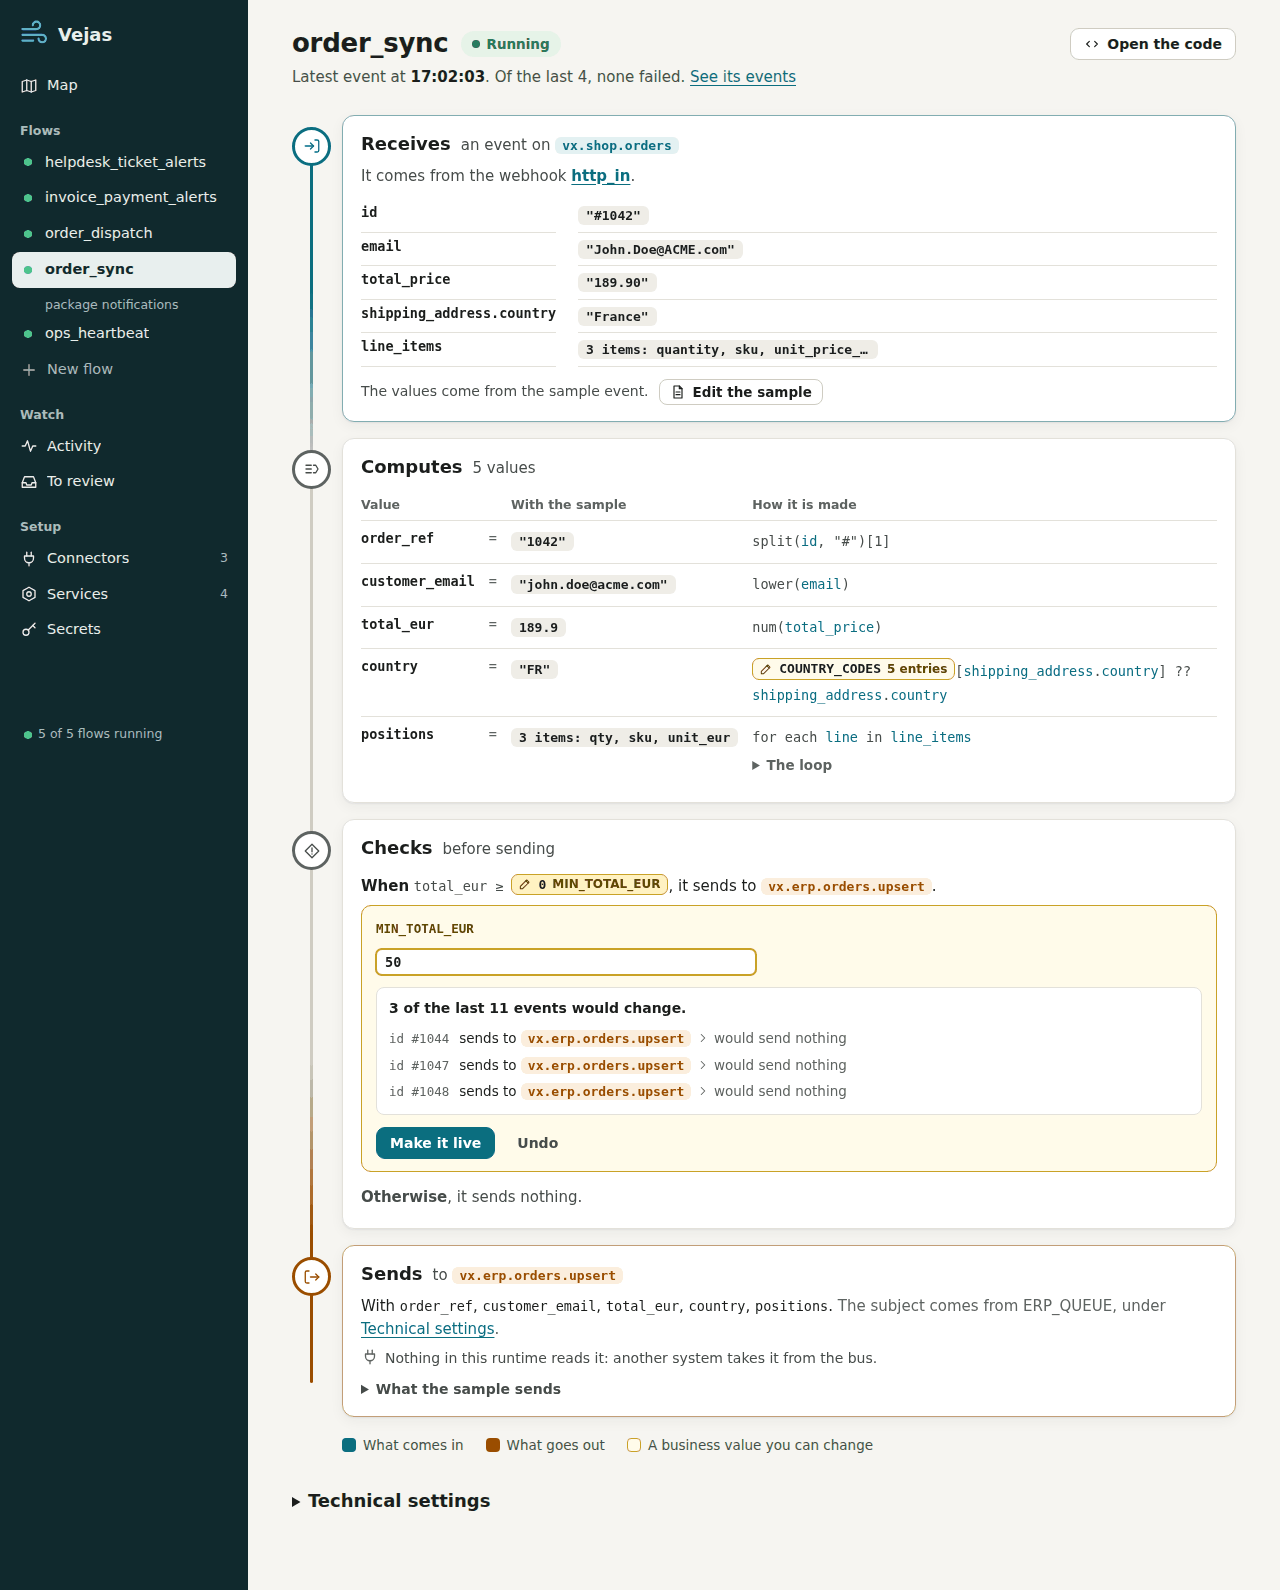 Vejas
Map
Flows
helpdesk_ticket_alerts
invoice_payment_alerts
order_dispatch
order_sync
package notifications
ops_heartbeat
New flow
Watch
Activity
To review
Setup
Connectors 3
Services 4
Secrets
5 of 5 flows running
order_sync Running
Open the code
Latest event at 17:02:03. Of the last 4, none failed. See its events
Receives an event on vx.shop.orders
It comes from the webhook http_in.
id "#1042"
email "John.Doe@ACME.com"
total_price "189.90"
shipping_address.country "France"
line_items 3 items: quantity, sku, unit_price_…
The values come from the sample event. Edit the sample
Computes 5 values
Value With the sample How it is made
order_ref = "1042" split(id, "#")[1]
customer_email = "john.doe@acme.com" lower(email)
total_eur = 189.9 num(total_price)
country = "FR" COUNTRY_CODES 5 entries [shipping_address.country] ??
shipping_address.country
positions = 3 items: qty, sku, unit_eur for each line in line_items
The loop
Checks before sending
When total_eur ≥ 0 MIN_TOTAL_EUR, it sends to vx.erp.orders.upsert.
MIN_TOTAL_EUR
50
3 of the last 11 events would change.
id #1044 sends to vx.erp.orders.upsert > would send nothing
id #1047 sends to vx.erp.orders.upsert > would send nothing
id #1048 sends to vx.erp.orders.upsert > would send nothing
Make it live Undo
Otherwise, it sends nothing.
Sends to vx.erp.orders.upsert
With order_ref, customer_email, total_eur, country, positions. The subject comes from ERP_QUEUE, under
Technical settings.
Nothing in this runtime reads it: another system takes it from the bus.
What the sample sends
What comes in What goes out A business value you can change
Technical settings